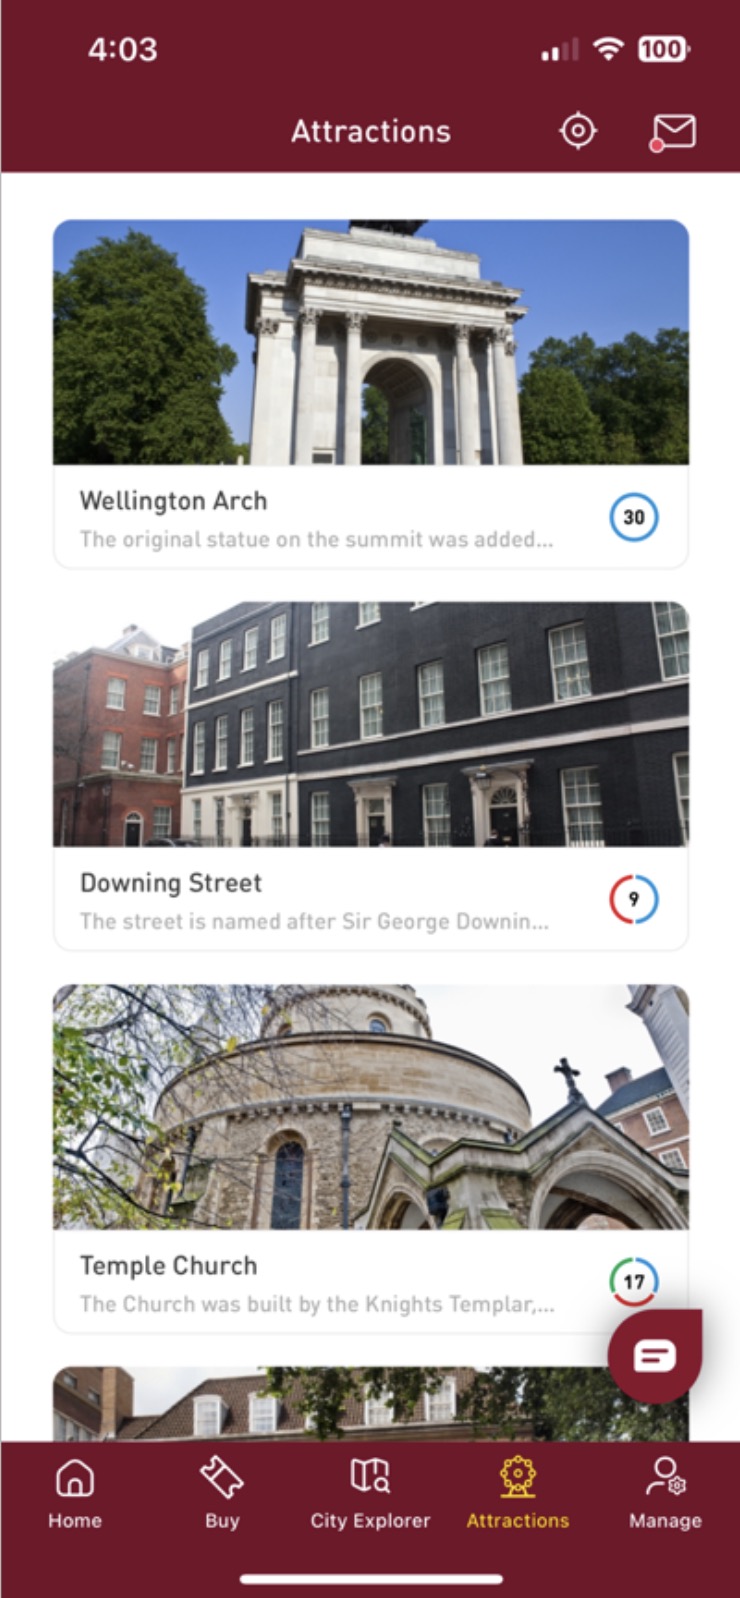 4:03
100
Attractions
Wellington Arch
30
The original statue on the summit was added...
Downing Street
9
The street is named after Sir George Downin...
Temple Church
17
The Church was built by the Knights Templar,...
Home
Buy
City Explorer
Attractions
Manage